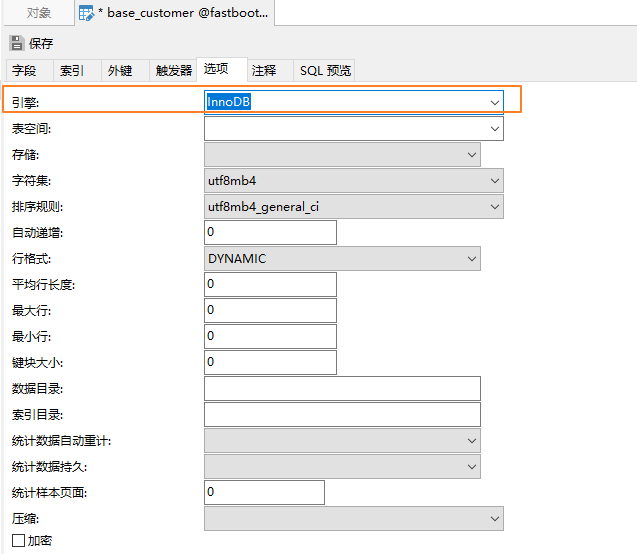 对象
* base_customer @fastboot...
保存
字段 索引 外键 触发器 选项 注释 SQL 预览
引擎: InnoDB
表空间:
存储:
字符集: utf8mb4
排序规则: utf8mb4_general_ci
自动递增: 0
行格式: DYNAMIC
平均行长度: 0
最大行: 0
最小行: 0
键块大小: 0
数据目录:
索引目录:
统计数据自动重计:
统计数据持久:
统计样本页面: 0
压缩:
加密